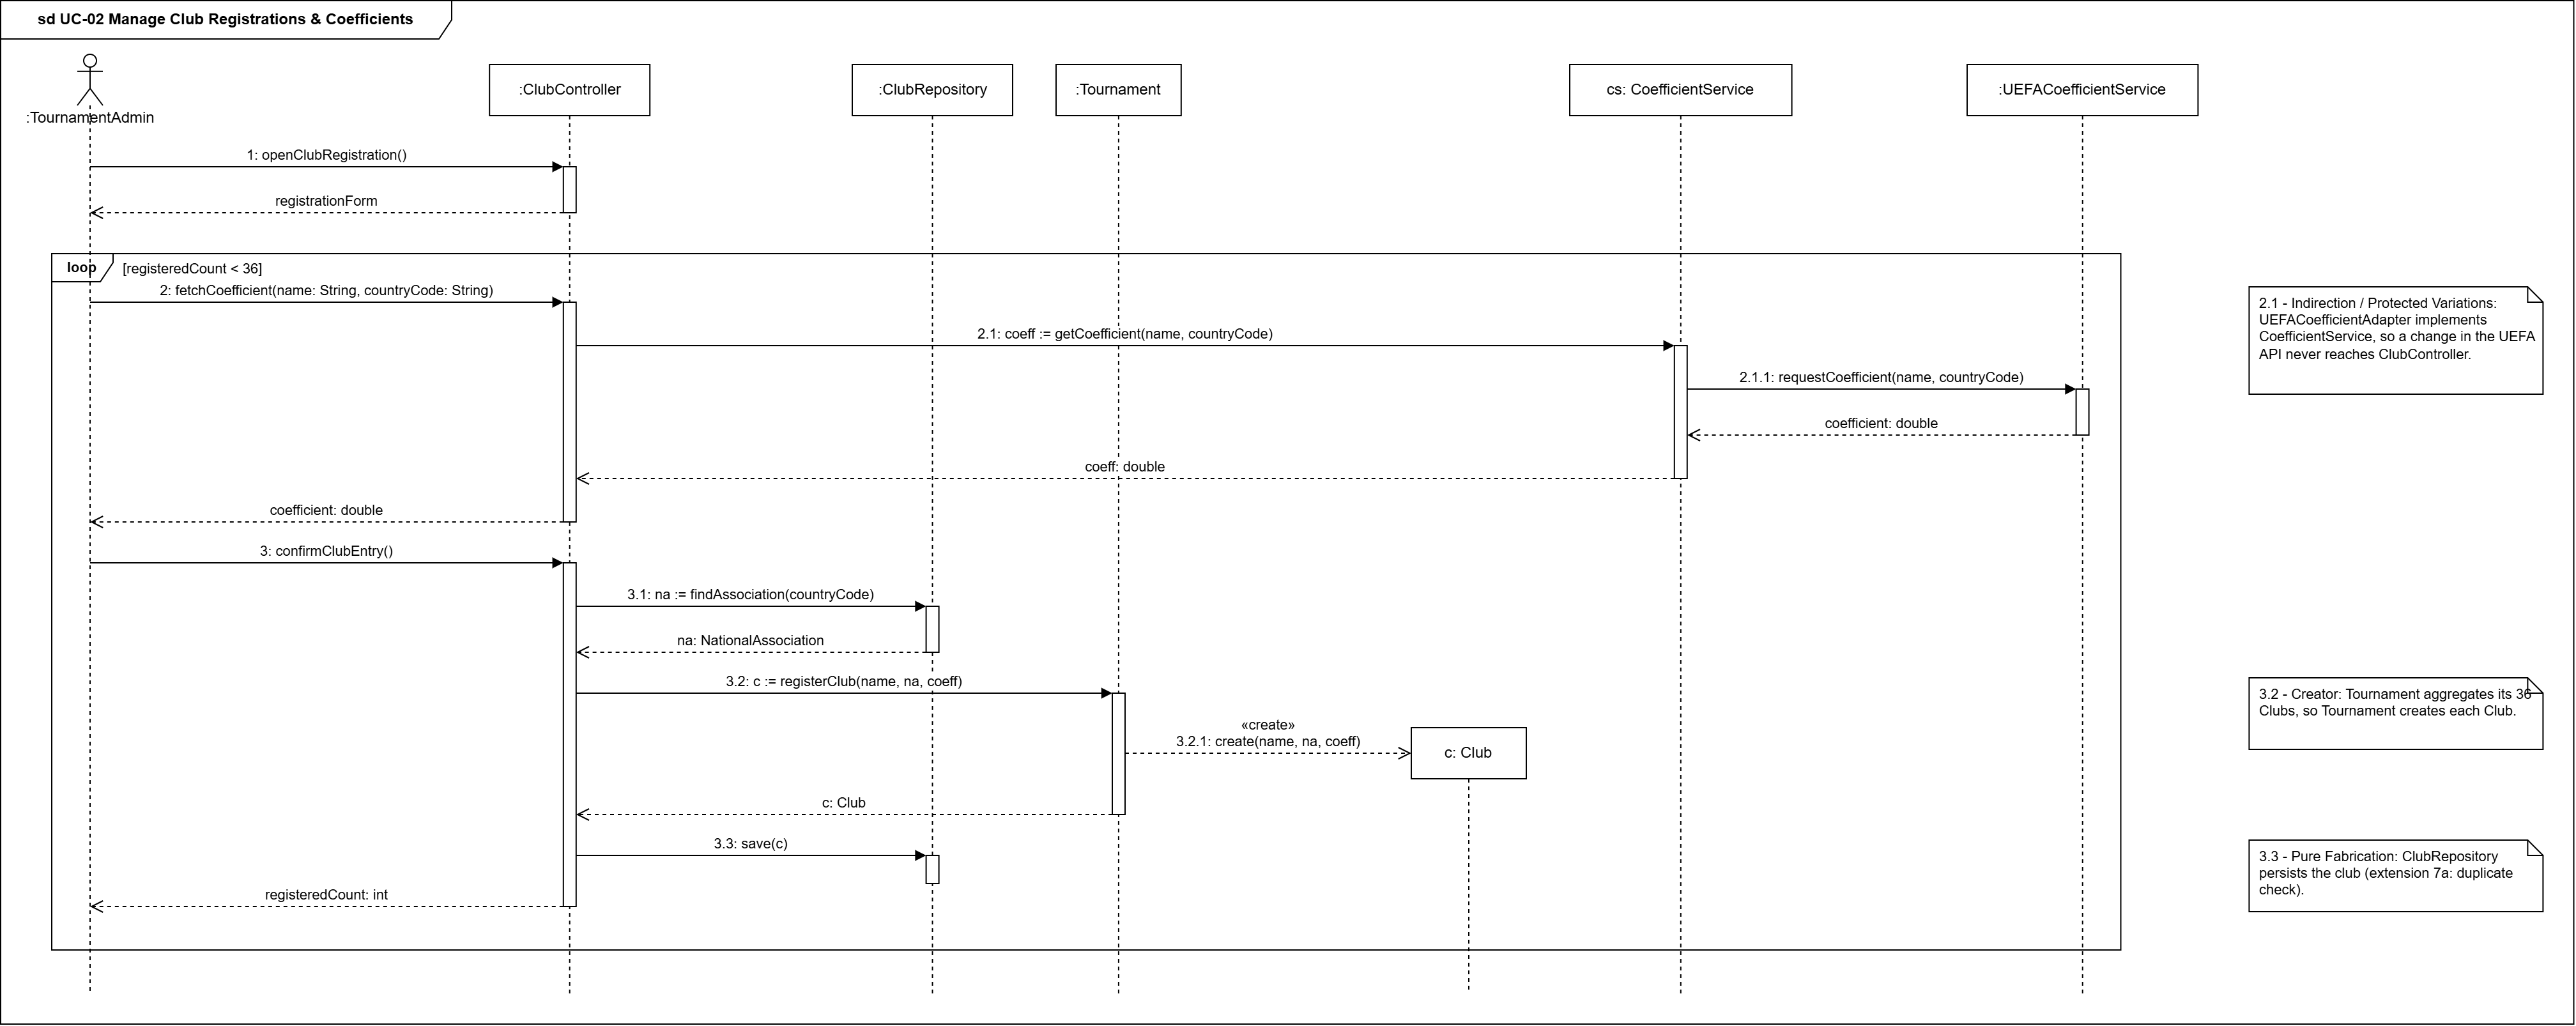 sd UC-02 Manage Club Registrations & Coefficients
:TournamentAdmin
:ClubController
:ClubRepository
:Tournament
cs: CoefficientService
:UEFACoefficientService
1: openClubRegistration()
registrationForm
loop
[registeredCount < 36]
2: fetchCoefficient(name: String, countryCode: String)
2.1: coeff := getCoefficient(name, countryCode)
2.1.1: requestCoefficient(name, countryCode)
coefficient: double
coeff: double
coefficient: double
2.1 - Indirection / Protected Variations:
UEFACoefficientAdapter implements
CoefficientService, so a change in the UEFA
API never reaches ClubController.
3: confirmClubEntry()
3.1: na := findAssociation(countryCode)
na: NationalAssociation
3.2: c := registerClub(name, na, coeff)
«create»
3.2.1: create(name, na, coeff)
c: Club
3.2 - Creator: Tournament aggregates its 36
Clubs, so Tournament creates each Club.
c: Club
3.3: save(c)
registeredCount: int
3.3 - Pure Fabrication: ClubRepository
persists the club (extension 7a: duplicate
check).